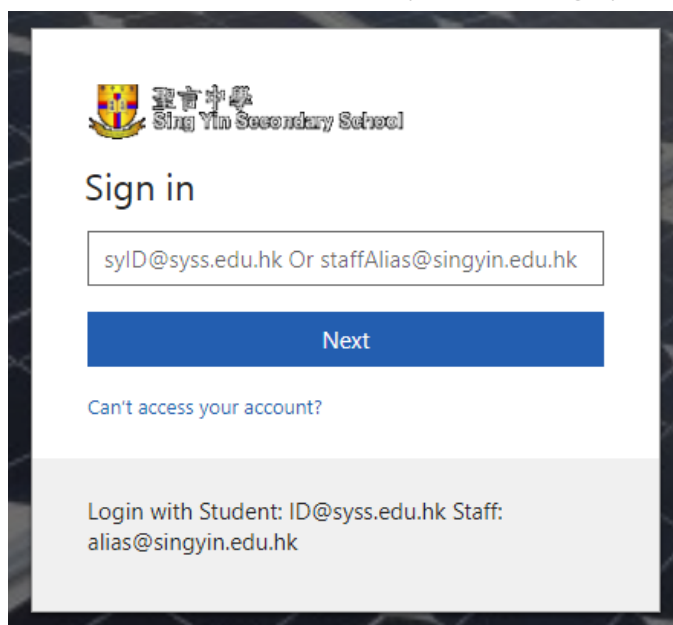 聖言中學
Sing Yin Secondary School
Sign in
syID@syss.edu.hk Or staffAlias@singyin.edu.hk
Next
Can't access your account?
Login with Student: ID@syss.edu.hk Staff:
alias@singyin.edu.hk